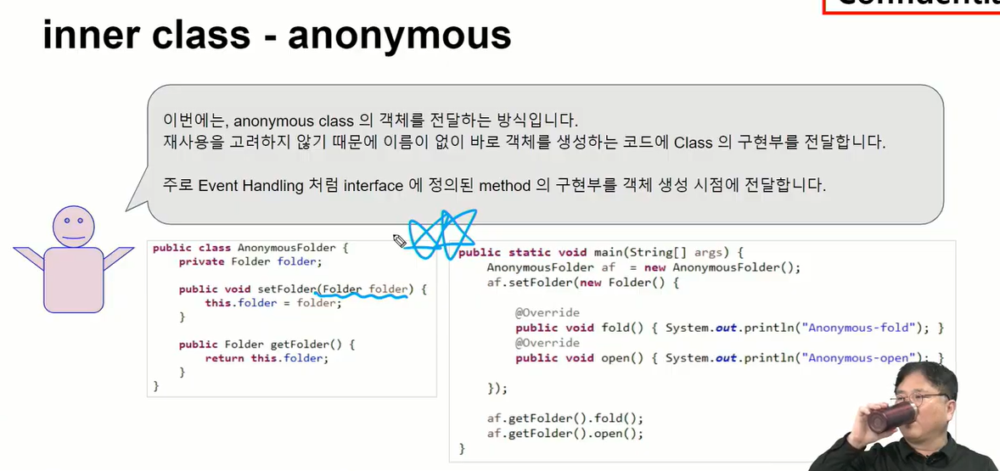 inner class - anonymous
이번에는, anonymous class 의 객체를 전달하는 방식입니다.
재사용을 고려하지 않기 때문에 이름이 없이 바로 객체를 생성하는 코드에 Class 의 구현부를 전달합니다.
주로 Event Handling 처럼 interface 에 정의된 method 의 구현부를 객체 생성 시점에 전달합니다.
public class AnonymousFolder {
private Folder folder;
public void setFolder(Folder folder) {
this.folder = folder;
}
public Folder getFolder() {
return this.folder;
}
}
public static void main(String[] args) {
AnonymousFolder af = new AnonymousFolder();
af.setFolder(new Folder() {
@Override
public void fold() { System.out.println("Anonymous-fold"); }
@Override
public void open() { System.out.println("Anonymous-open"); }
});
af.getFolder().fold();
af.getFolder().open();
}